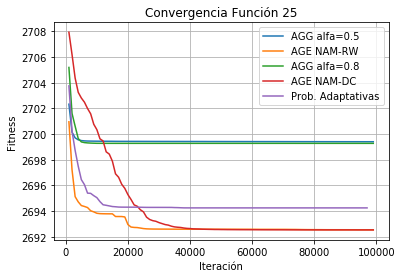 Convergencia Función 25
2708
2706
2704
2702
2700
2698
2696
2694
2692
Fitness
AGG alfa=0.5
AGE NAM-RW
AGG alfa=0.8
AGE NAM-DC
Prob. Adaptativas
0 20000 40000 60000 80000 100000
Iteración